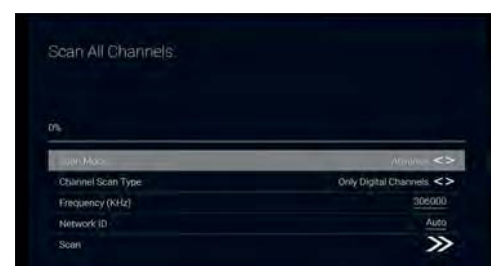 Scan All Channels.
0%
Scan Mode Advance <>
Channel Scan Type Only Digital Channels <>
Frequency (KHz) 306000
Network ID Auto
Scan